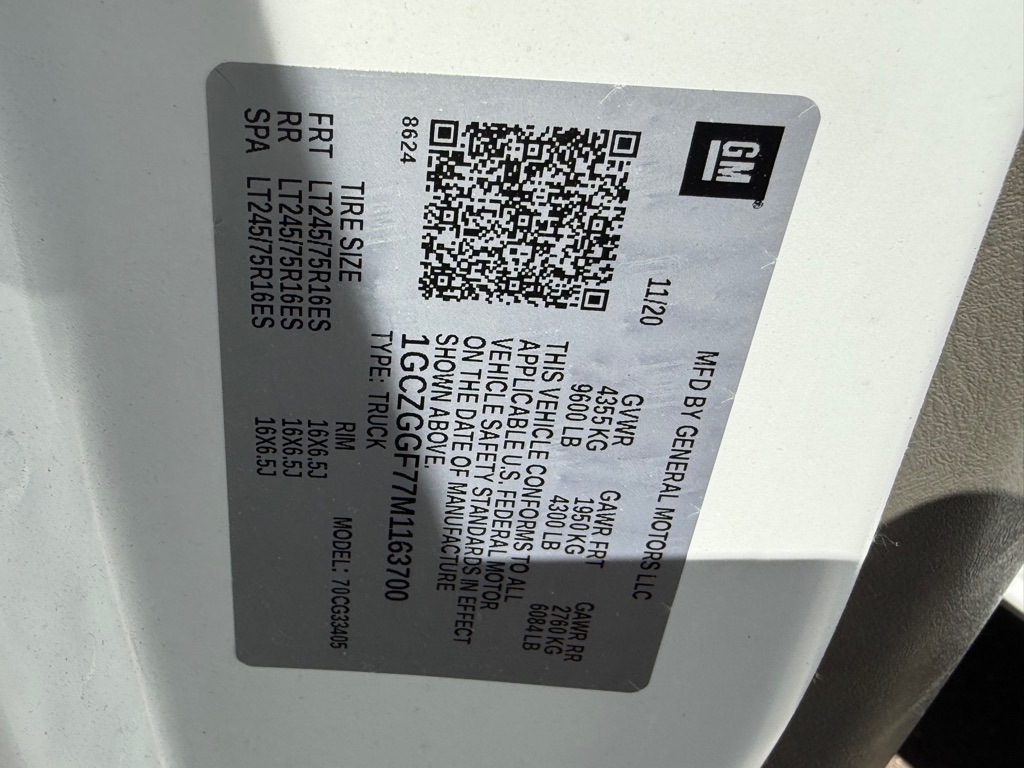 GM
®
MFD BY GENERAL MOTORS LLC
11/20
GVWR GAWR FRT GAWR RR
4355 KG 1950 KG 2760 KG
9600 LB 4300 LB 6084 LB
THIS VEHICLE CONFORMS TO ALL
APPLICABLE U.S. FEDERAL MOTOR
VEHICLE SAFETY STANDARDS IN EFFECT
ON THE DATE OF MANUFACTURE
SHOWN ABOVE.
8624
1GCZGGF77M1163700
TYPE: TRUCK MODEL: 70CG33405
TIRE SIZE RIM
FRT LT245/75R16ES 16X6.5J
RR LT245/75R16ES 16X6.5J
SPA LT245/75R16ES 16X6.5J